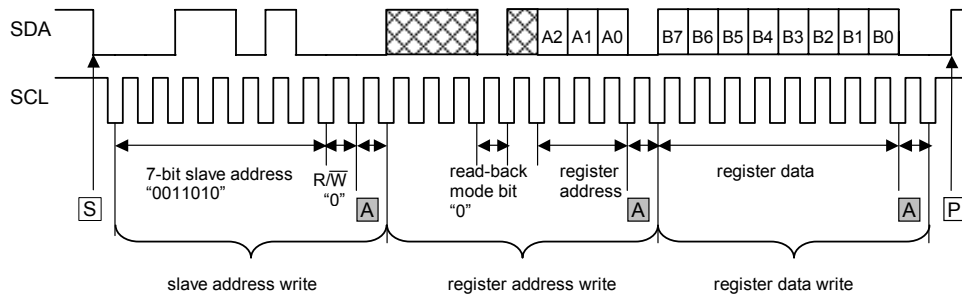 SDA
A2 A1 A0 B7 B6 B5 B4 B3 B2 B1 B0
SCL
7-bit slave address
"0011010"
R/W̅
"0"
read-back
mode bit
"0"
register
address
register data
S A A A P
slave address write register address write register data write